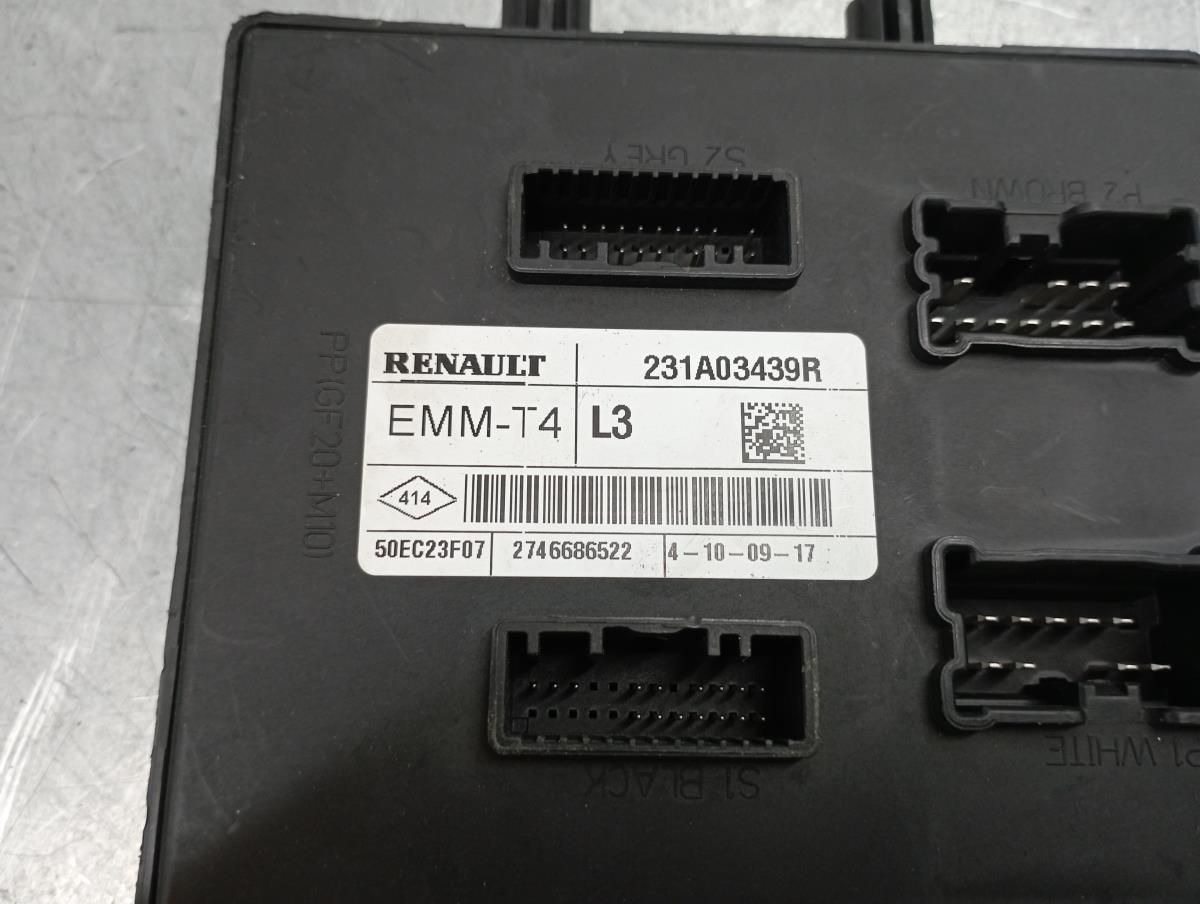 S2 GREY
P2 BROWN
RENAULT 231A03439R
EMM-T4 L3
414
50EC23F07 2746686522 4-10-09-17
PP(GF20+M10)
S1 BLACK
P1 WHITE